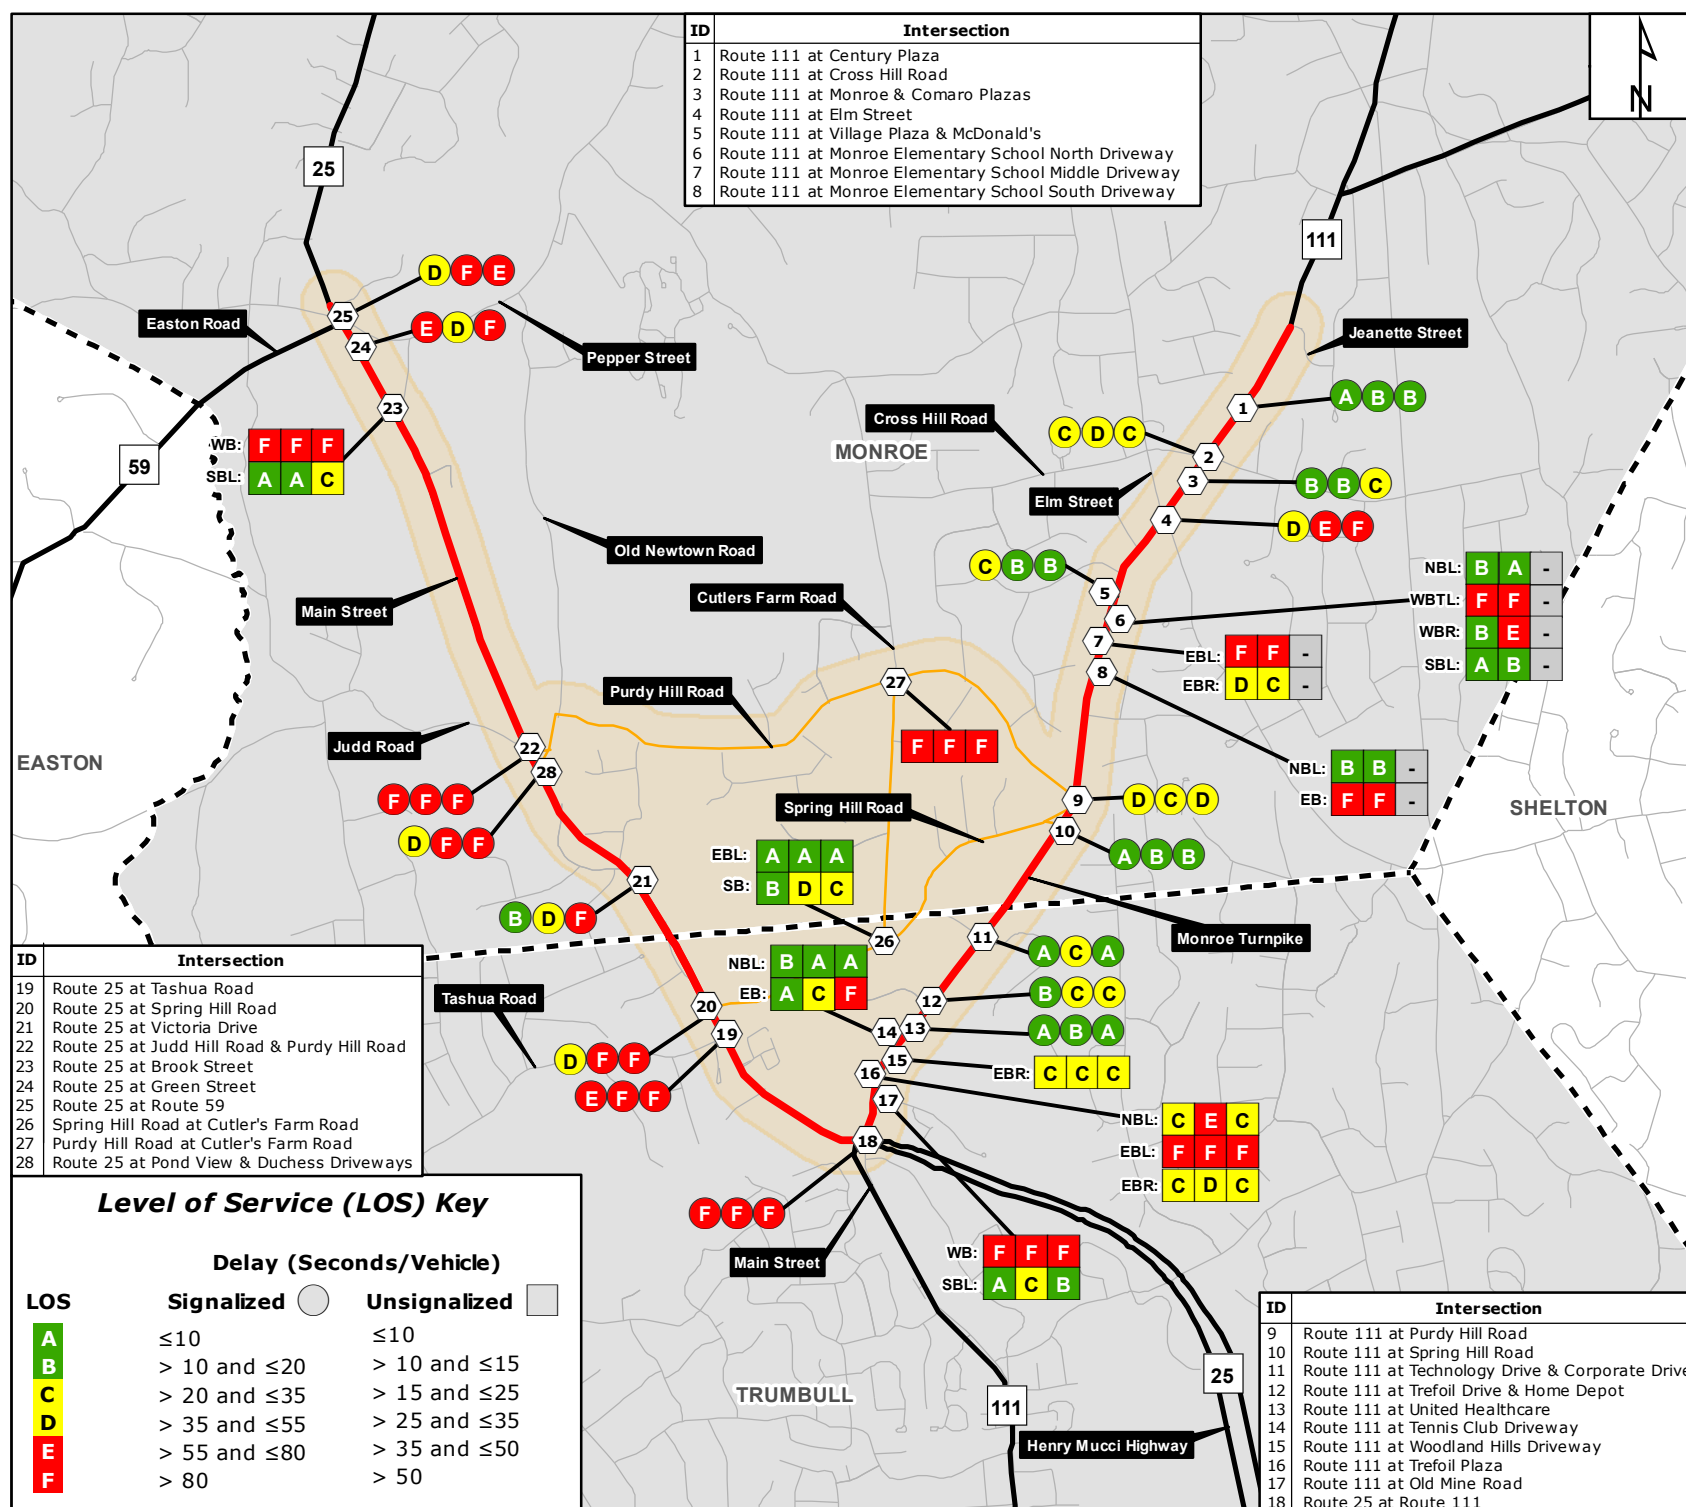 ID Intersection
1 Route 111 at Century Plaza
2 Route 111 at Cross Hill Road
3 Route 111 at Monroe & Comaro Plazas
4 Route 111 at Elm Street
5 Route 111 at Village Plaza & McDonald's
6 Route 111 at Monroe Elementary School North Driveway
7 Route 111 at Monroe Elementary School Middle Driveway
8 Route 111 at Monroe Elementary School South Driveway
N
25
111
D F E
25
Easton Road
E D F
24
Pepper Street
Jeanette Street
A B B
1
23
Cross Hill Road
C D C
MONROE
2
WB: F F F
SBL: A A C
59
3
B B C
Elm Street
4
D E F
Old Newtown Road
C B B
5
NBL: B A -
WBTL: F F -
WBR: B E -
SBL: A B -
Main Street
Cutlers Farm Road
6
7
EBL: F F -
EBR: D C -
8
27
Purdy Hill Road
F F F
Judd Road
22
28
EASTON
NBL: B B -
EB: F F -
F F F
Spring Hill Road
9
D C D
SHELTON
10
D F F
A B B
EBL: A A A
SB: B D C
21
B D F
26
11
Monroe Turnpike
A C A
NBL: B A A
EB: A C F
Tashua Road
20
12
B C C
19
14
13
A B A
D F F
15
EBR: C C C
16
E F F
17
NBL: C E C
EBL: F F F
EBR: C D C
18
ID Intersection
19 Route 25 at Tashua Road
20 Route 25 at Spring Hill Road
21 Route 25 at Victoria Drive
22 Route 25 at Judd Hill Road & Purdy Hill Road
23 Route 25 at Brook Street
24 Route 25 at Green Street
25 Route 25 at Route 59
26 Spring Hill Road at Cutler's Farm Road
27 Purdy Hill Road at Cutler's Farm Road
28 Route 25 at Pond View & Duchess Driveways
F F F
Main Street
WB: F F F
SBL: A C B
Level of Service (LOS) Key
Delay (Seconds/Vehicle)
LOS Signalized Unsignalized
A ≤10 ≤10
B > 10 and ≤20 > 10 and ≤15
C > 20 and ≤35 > 15 and ≤25
D > 35 and ≤55 > 25 and ≤35
E > 55 and ≤80 > 35 and ≤50
F > 80 > 50
TRUMBULL
111
25
Henry Mucci Highway
ID Intersection
9 Route 111 at Purdy Hill Road
10 Route 111 at Spring Hill Road
11 Route 111 at Technology Drive & Corporate Drive
12 Route 111 at Trefoil Drive & Home Depot
13 Route 111 at United Healthcare
14 Route 111 at Tennis Club Driveway
15 Route 111 at Woodland Hills Driveway
16 Route 111 at Trefoil Plaza
17 Route 111 at Old Mine Road
18 Route 25 at Route 111